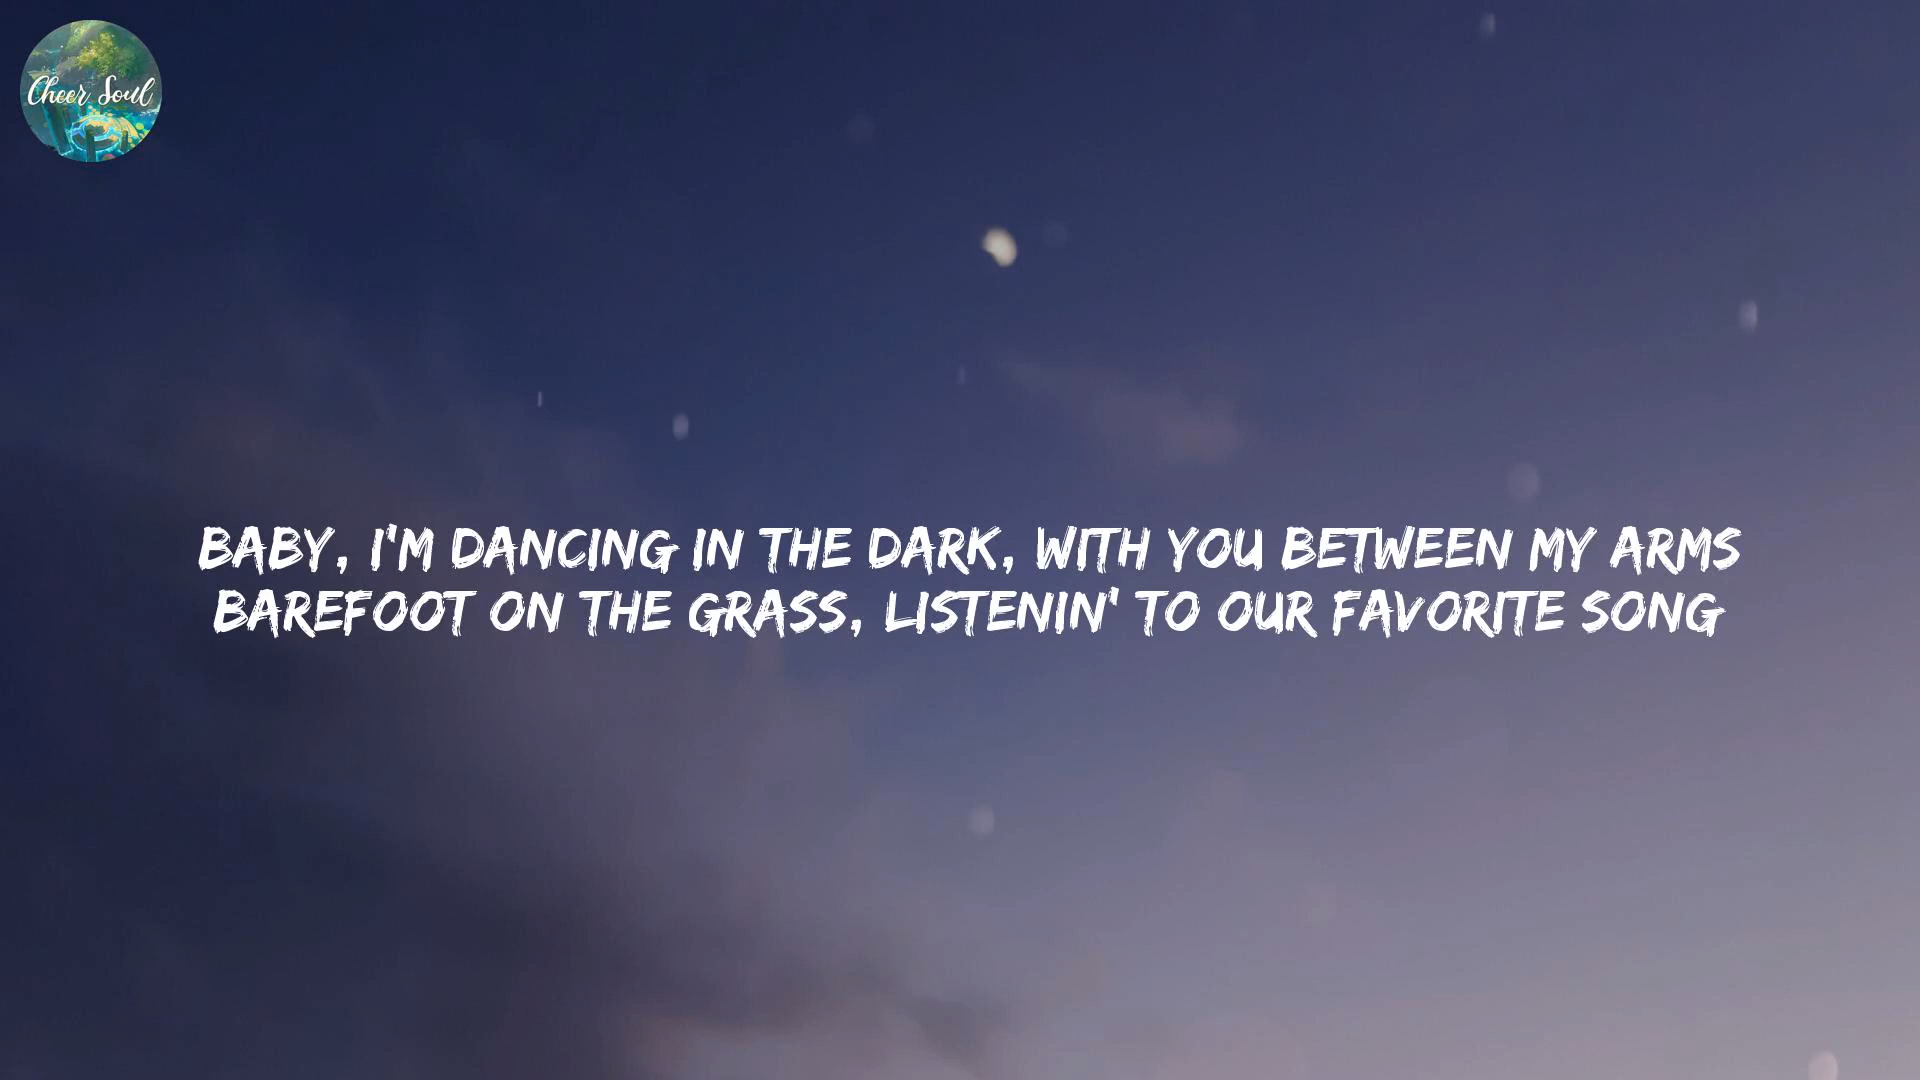 Cheer Soul
BABY, I'M DANCING IN THE DARK, WITH YOU BETWEEN MY ARMS
BAREFOOT ON THE GRASS, LISTENIN' TO OUR FAVORITE SONG